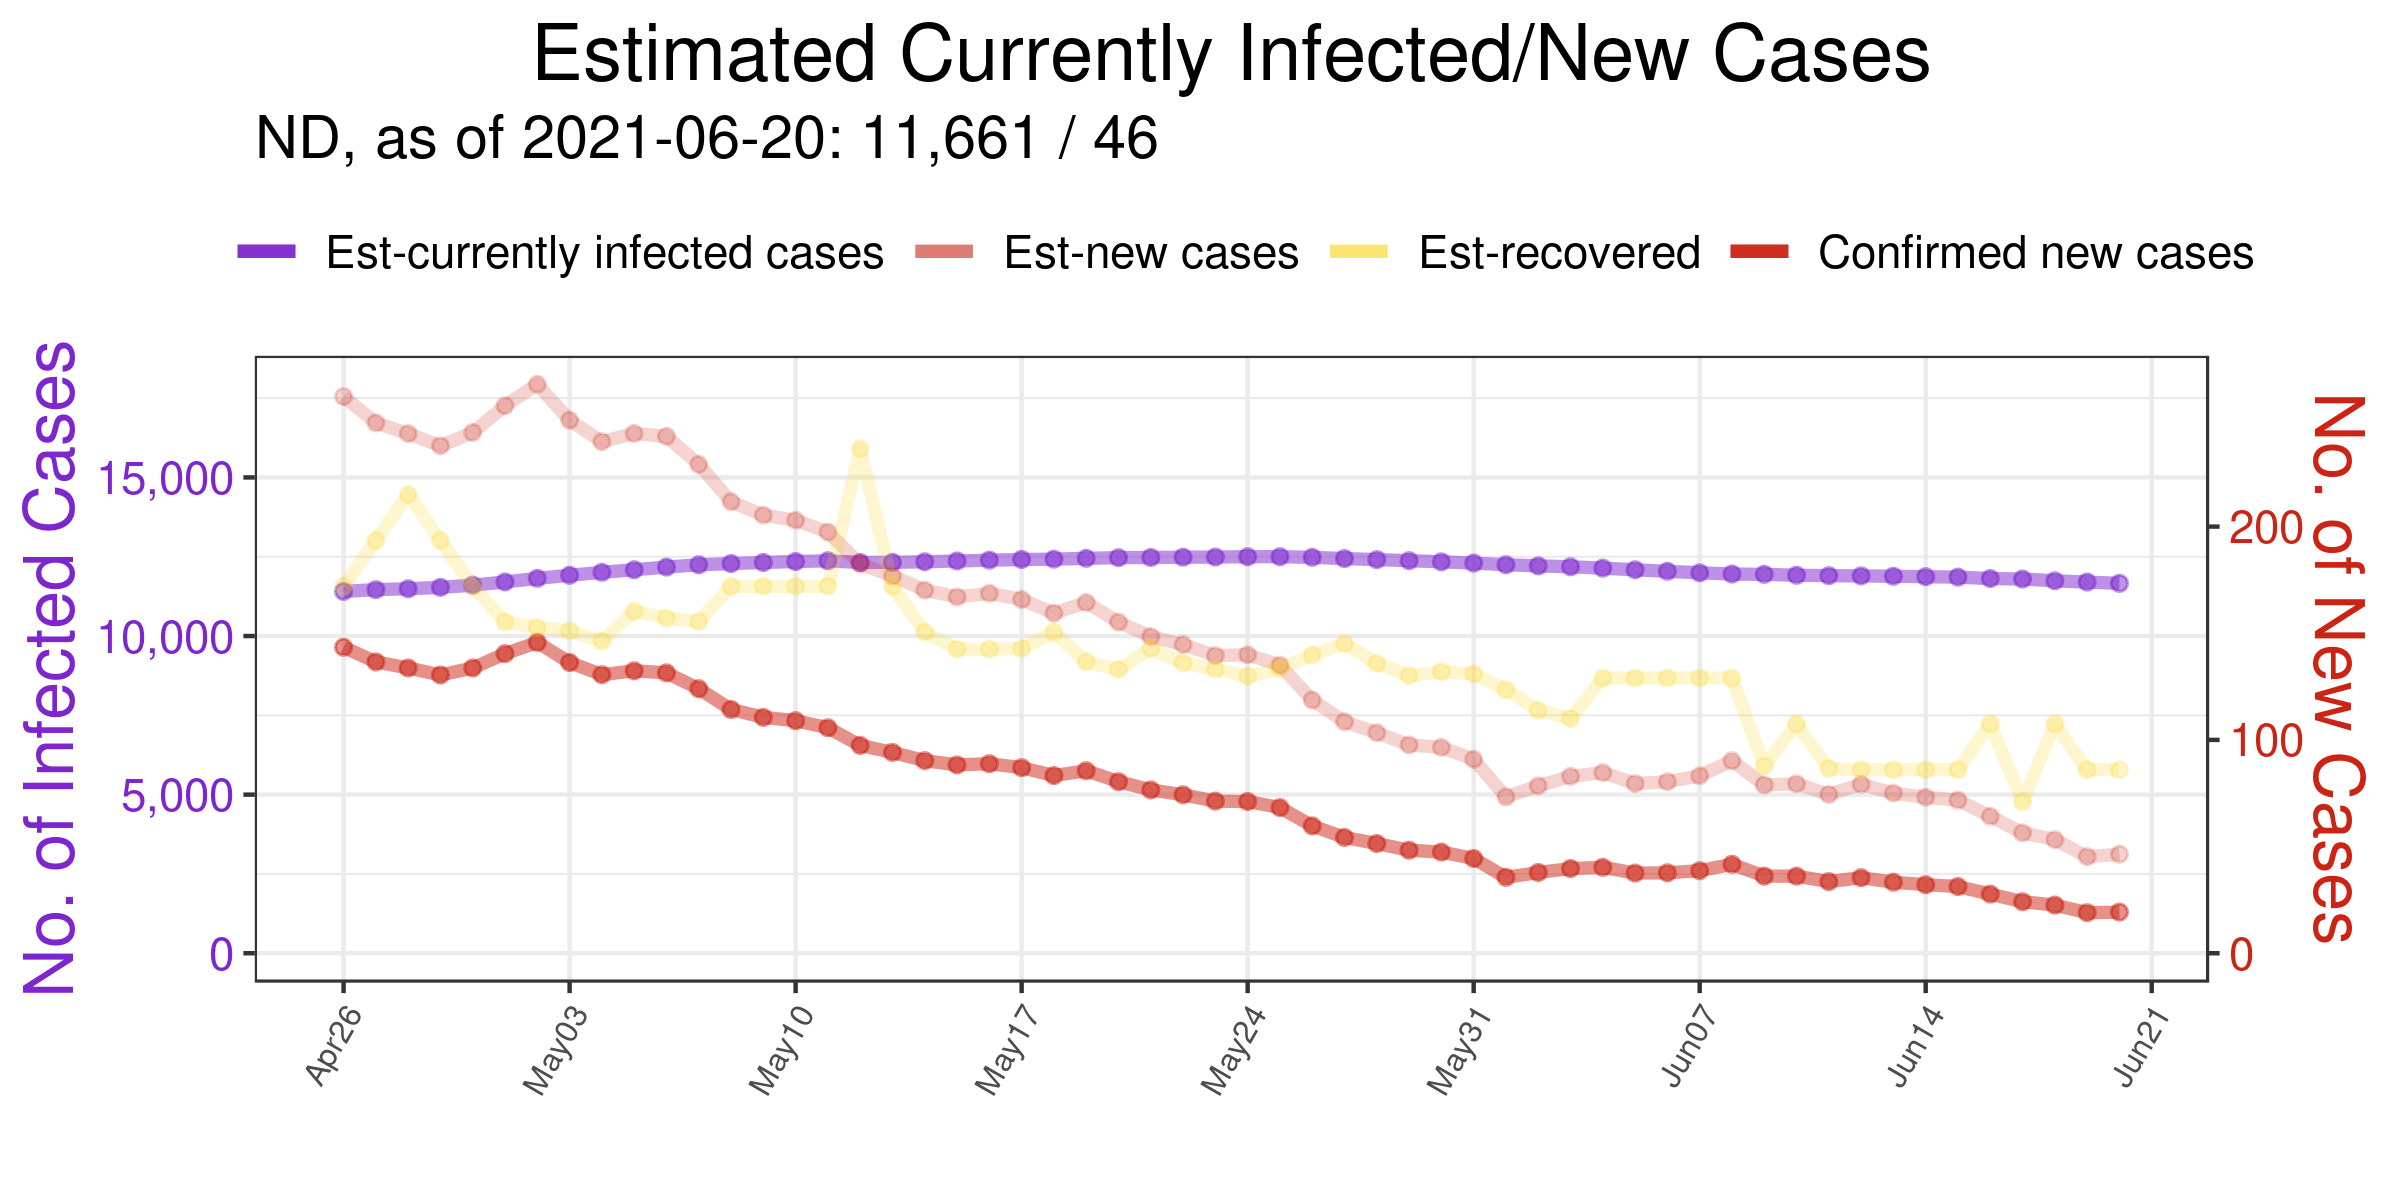 Estimated Currently Infected/New Cases
ND, as of 2021-06-20: 11,661 / 46
Est-currently infected cases Est-new cases Est-recovered Confirmed new cases
No. of Infected Cases
15,000
10,000
5,000
0
200
100
0
No. of New Cases
Apr26 May03 May10 May17 May24 May31 Jun07 Jun14 Jun21